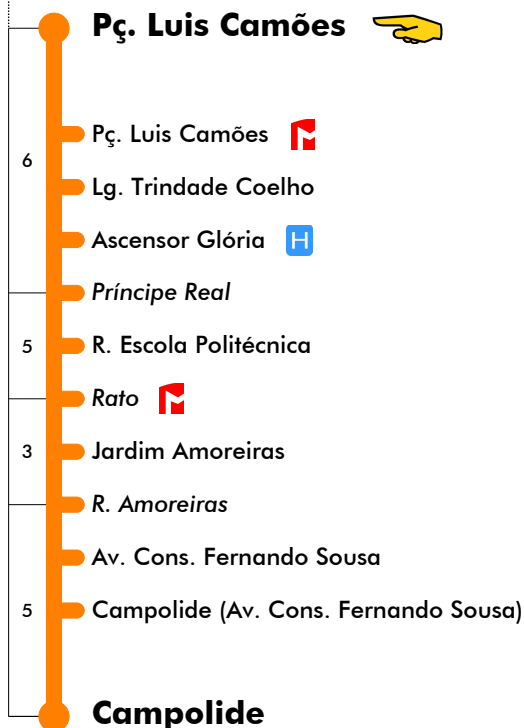 Pç. Luis Camões
Pç. Luis Camões
6
Lg. Trindade Coelho
Ascensor Glória H
Príncipe Real
5 R. Escola Politécnica
Rato
3 Jardim Amoreiras
R. Amoreiras
Av. Cons. Fernando Sousa
5 Campolide (Av. Cons. Fernando Sousa)
Campolide